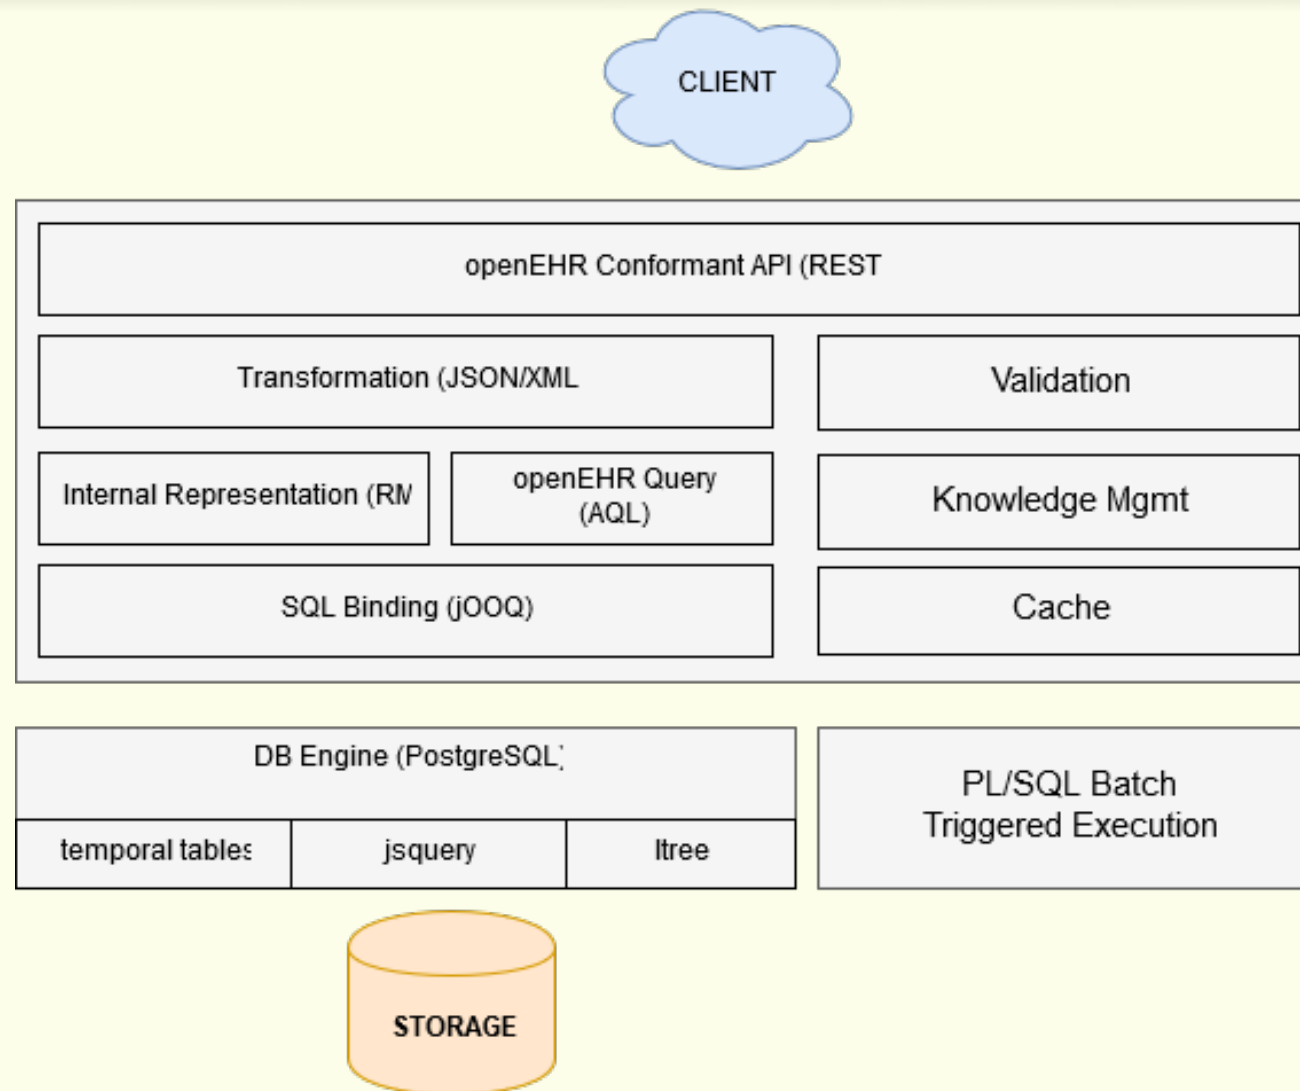 CLIENT
openEHR Conformant API (REST
Transformation (JSON/XML
Validation
Internal Representation (RM
openEHR Query
(AQL)
Knowledge Mgmt
SQL Binding (jOOQ)
Cache
DB Engine (PostgreSQL)
PL/SQL Batch
Triggered Execution
temporal tables
jsquery
ltree
STORAGE